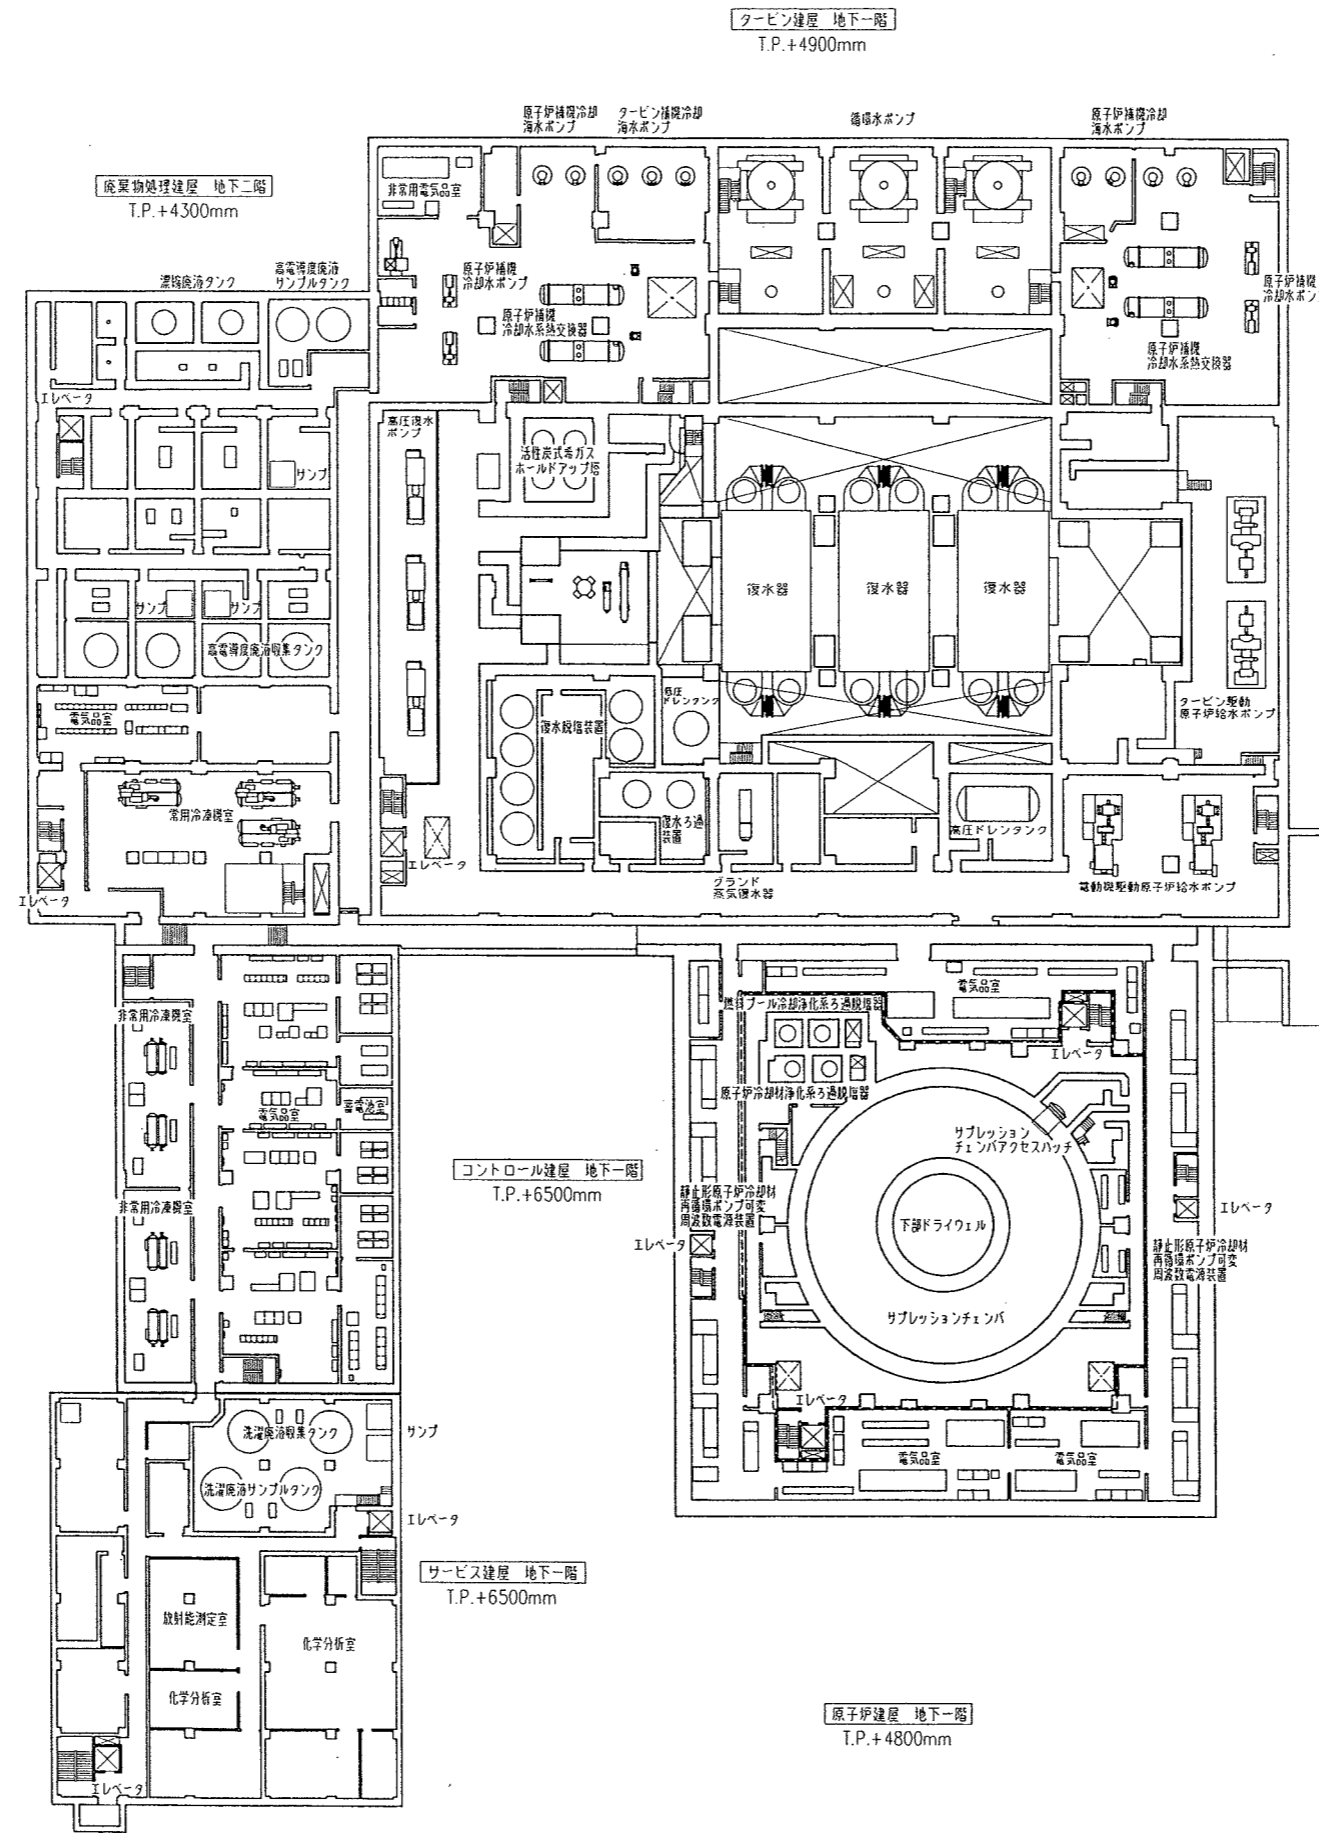 タービン建屋 地下一階
T.P.+4900mm
原子炉補機冷却
海水ポンプ
タービン補機冷却
海水ポンプ
循環水ポンプ
原子炉補機冷却
海水ポンプ
廃棄物処理建屋 地下二階
T.P.+4300mm
非常用電気品室
濃縮廃液タンク
高電導度廃液
サンプルタンク
原子炉補機
冷却水ポンプ
原子炉補機
冷却水系熱交換器
原子炉補機
冷却水ポンプ
原子炉補機
冷却水系熱交換器
エレベータ
高圧復水
ポンプ
活性炭式希ガス
ホールドアップ塔
サンプ
復水器
復水器
復水器
サンプ
サンプ
高電導度廃液収集タンク
低圧
ドレンタンク
タービン駆動
原子炉給水ポンプ
電気品室
復水脱塩装置
常用冷凍機室
復水ろ過
装置
高圧ドレンタンク
エレベータ
グランド
蒸気復水器
電動機駆動原子炉給水ポンプ
エレベータ
電気品室
燃料プール冷却浄化系ろ過脱塩器
非常用冷凍機室
エレベータ
原子炉冷却材浄化系ろ過脱塩器
電気品室
蓄電池室
サプレッション
チェンバアクセスハッチ
コントロール建屋 地下一階
T.P.+6500mm
静止形原子炉冷却材
再循環ポンプ可変
周波数電源装置
非常用冷凍機室
下部ドライウェル
エレベータ
エレベータ
静止形原子炉冷却材
再循環ポンプ可変
周波数電源装置
サプレッションチェンバ
エレベータ
洗濯廃液収集タンク
サンプ
電気品室
電気品室
洗濯廃液サンプルタンク
エレベータ
サービス建屋 地下一階
T.P.+6500mm
放射能測定室
化学分析室
化学分析室
原子炉建屋 地下一階
T.P.+4800mm
エレベータ